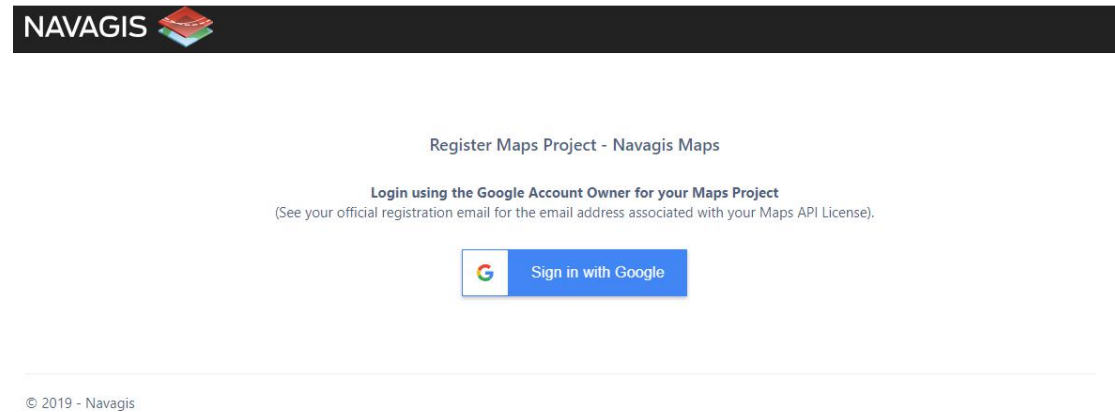 NAVAGIS
Register Maps Project - Navagis Maps
Login using the Google Account Owner for your Maps Project
(See your official registration email for the email address associated with your Maps API License).
G Sign in with Google
© 2019 - Navagis